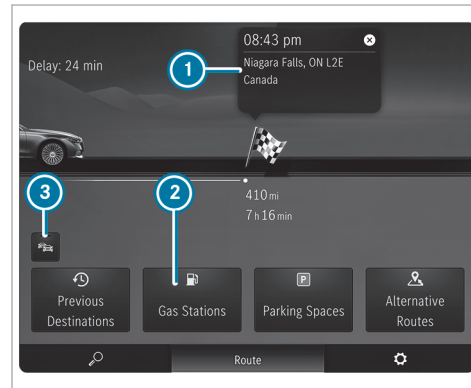 08:43 pm
Delay: 24 min
Niagara Falls, ON L2E
Canada
1
2
3
410 mi
7 h 16 min
P
Previous
Destinations
Gas Stations
Parking Spaces
Alternative
Routes
Route